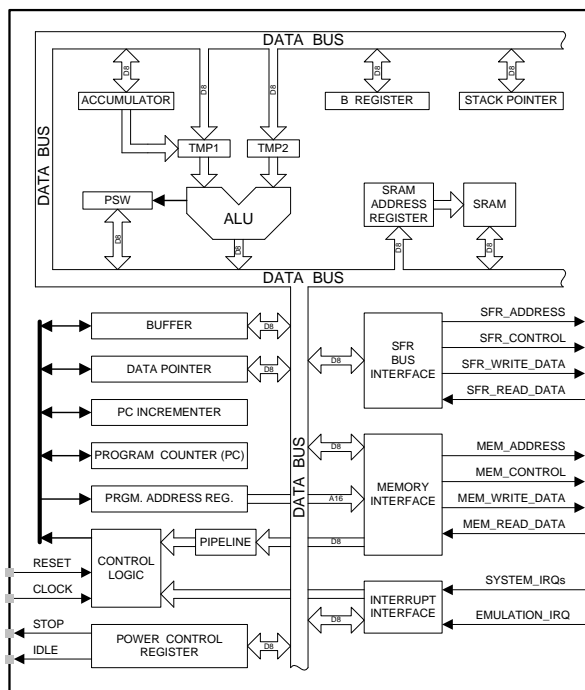 DATA BUS
D8
D8
D8
D8
D8
ACCUMULATOR
B REGISTER
STACK POINTER
DATA BUS
TMP1
TMP2
PSW
ALU
SRAM
ADDRESS
REGISTER
SRAM
D8
D8
D8
D8
DATA BUS
BUFFER
D8
DATA POINTER
D8
PC INCREMENTER
PROGRAM COUNTER (PC)
PRGM. ADDRESS REG.
A16
PIPELINE
D8
CONTROL
LOGIC
POWER CONTROL
REGISTER
D8
DATA BUS
D8
SFR
BUS
INTERFACE
SFR_ADDRESS
SFR_CONTROL
SFR_WRITE_DATA
SFR_READ_DATA
D8
MEMORY
INTERFACE
MEM_ADDRESS
MEM_CONTROL
MEM_WRITE_DATA
MEM_READ_DATA
INTERRUPT
INTERFACE
D8
SYSTEM_IRQs
EMULATION_IRQ
RESET
CLOCK
STOP
IDLE